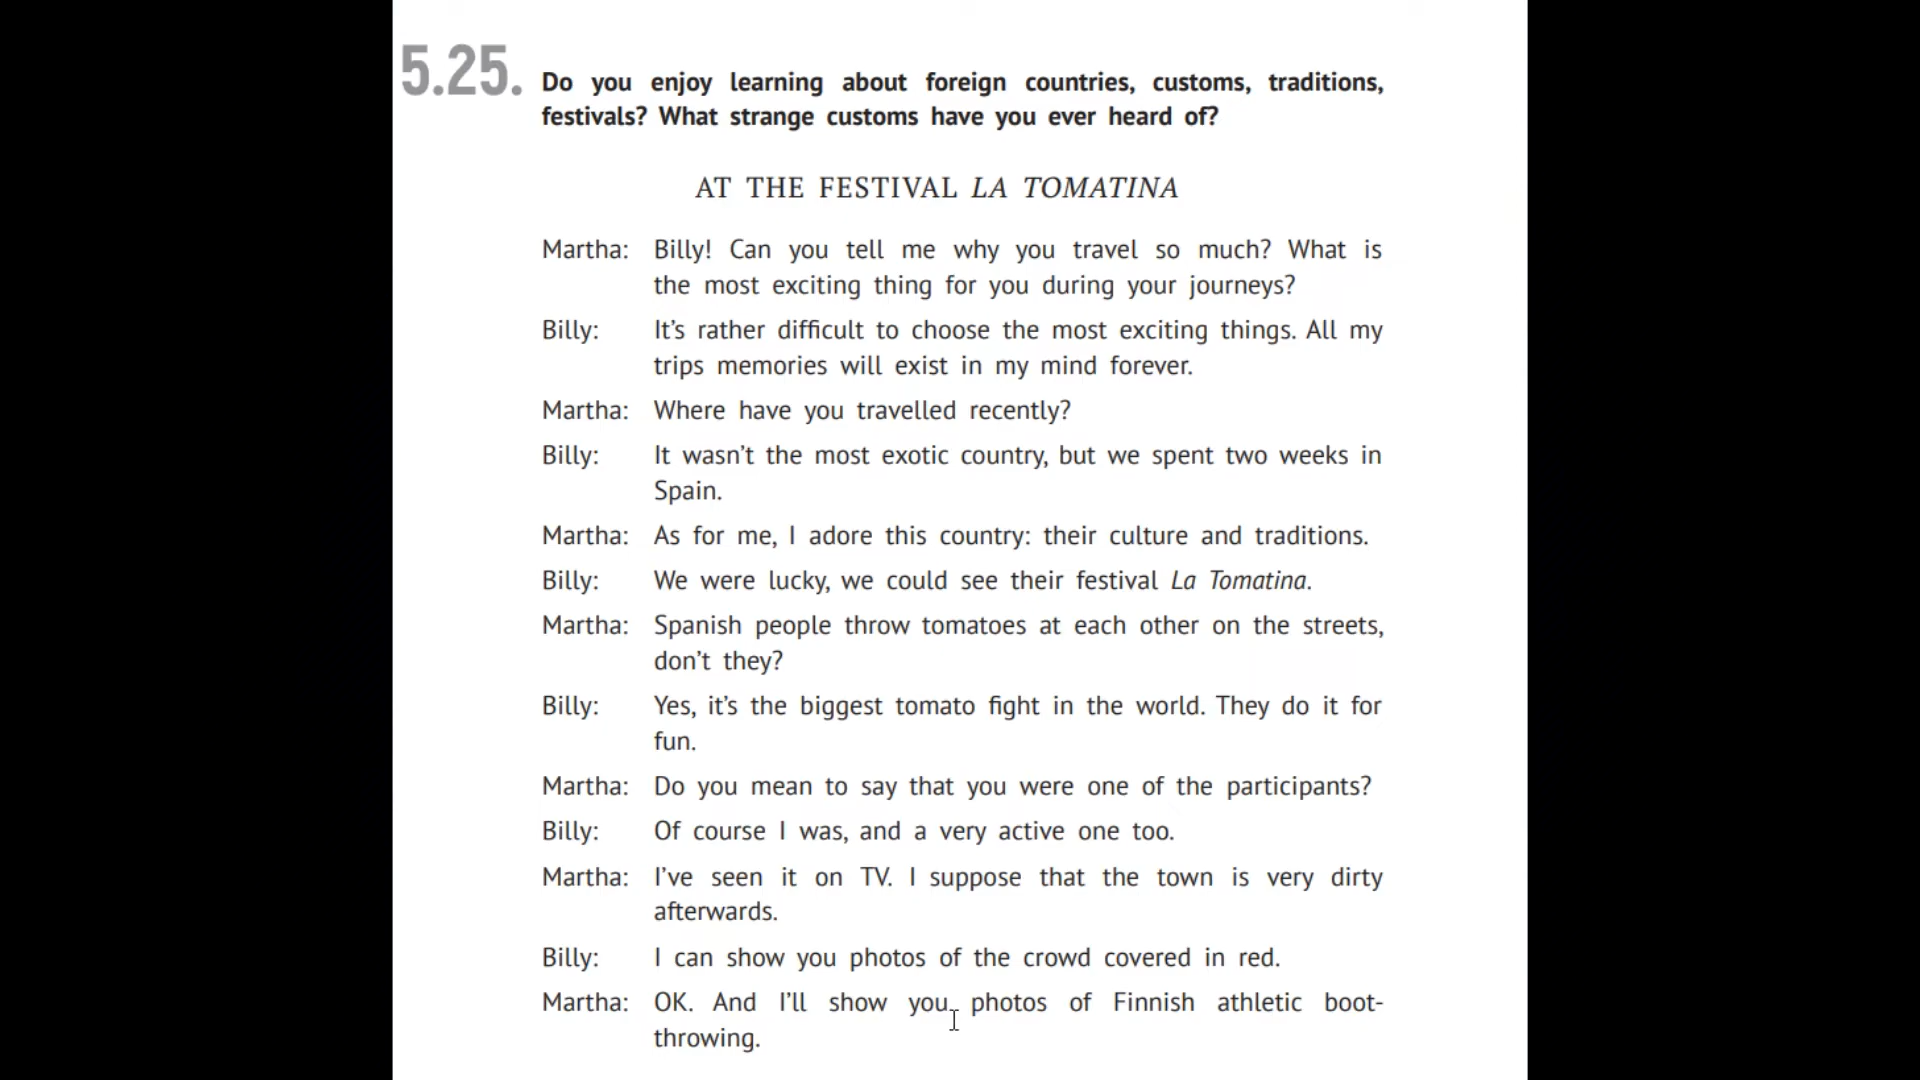 5.25. Do you enjoy learning about foreign countries, customs, traditions,
festivals? What strange customs have you ever heard of?
AT THE FESTIVAL LA TOMATINA
Martha: Billy! Can you tell me why you travel so much? What is
the most exciting thing for you during your journeys?
Billy: It’s rather difficult to choose the most exciting things. All my
trips memories will exist in my mind forever.
Martha: Where have you travelled recently?
Billy: It wasn’t the most exotic country, but we spent two weeks in
Spain.
Martha: As for me, I adore this country: their culture and traditions.
Billy: We were lucky, we could see their festival La Tomatina.
Martha: Spanish people throw tomatoes at each other on the streets,
don’t they?
Billy: Yes, it’s the biggest tomato fight in the world. They do it for
fun.
Martha: Do you mean to say that you were one of the participants?
Billy: Of course I was, and a very active one too.
Martha: I’ve seen it on TV. I suppose that the town is very dirty
afterwards.
Billy: I can show you photos of the crowd covered in red.
Martha: OK. And I’ll show you photos of Finnish athletic boot-
throwing.